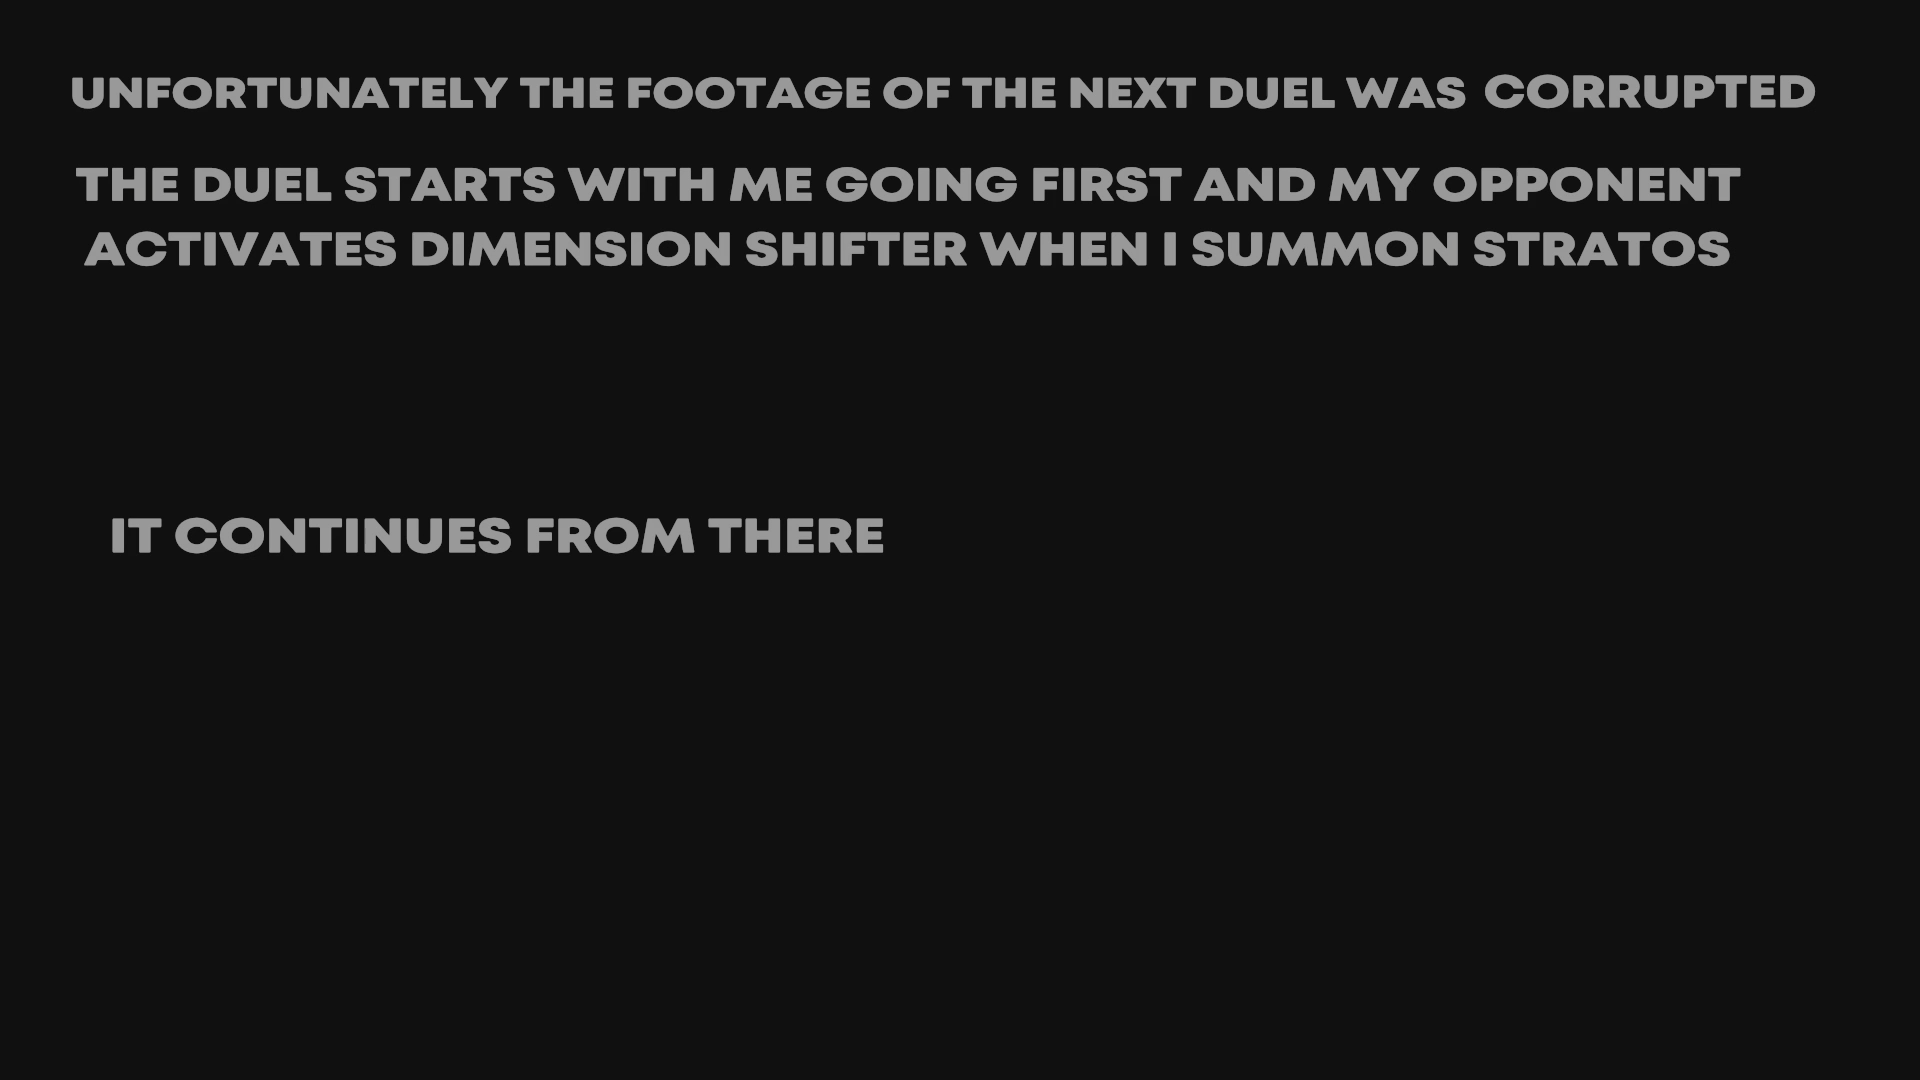 UNFORTUNATELY THE FOOTAGE OF THE NEXT DUEL WAS CORRUPTED
THE DUEL STARTS WITH ME GOING FIRST AND MY OPPONENT
ACTIVATES DIMENSION SHIFTER WHEN I SUMMON STRATOS
IT CONTINUES FROM THERE